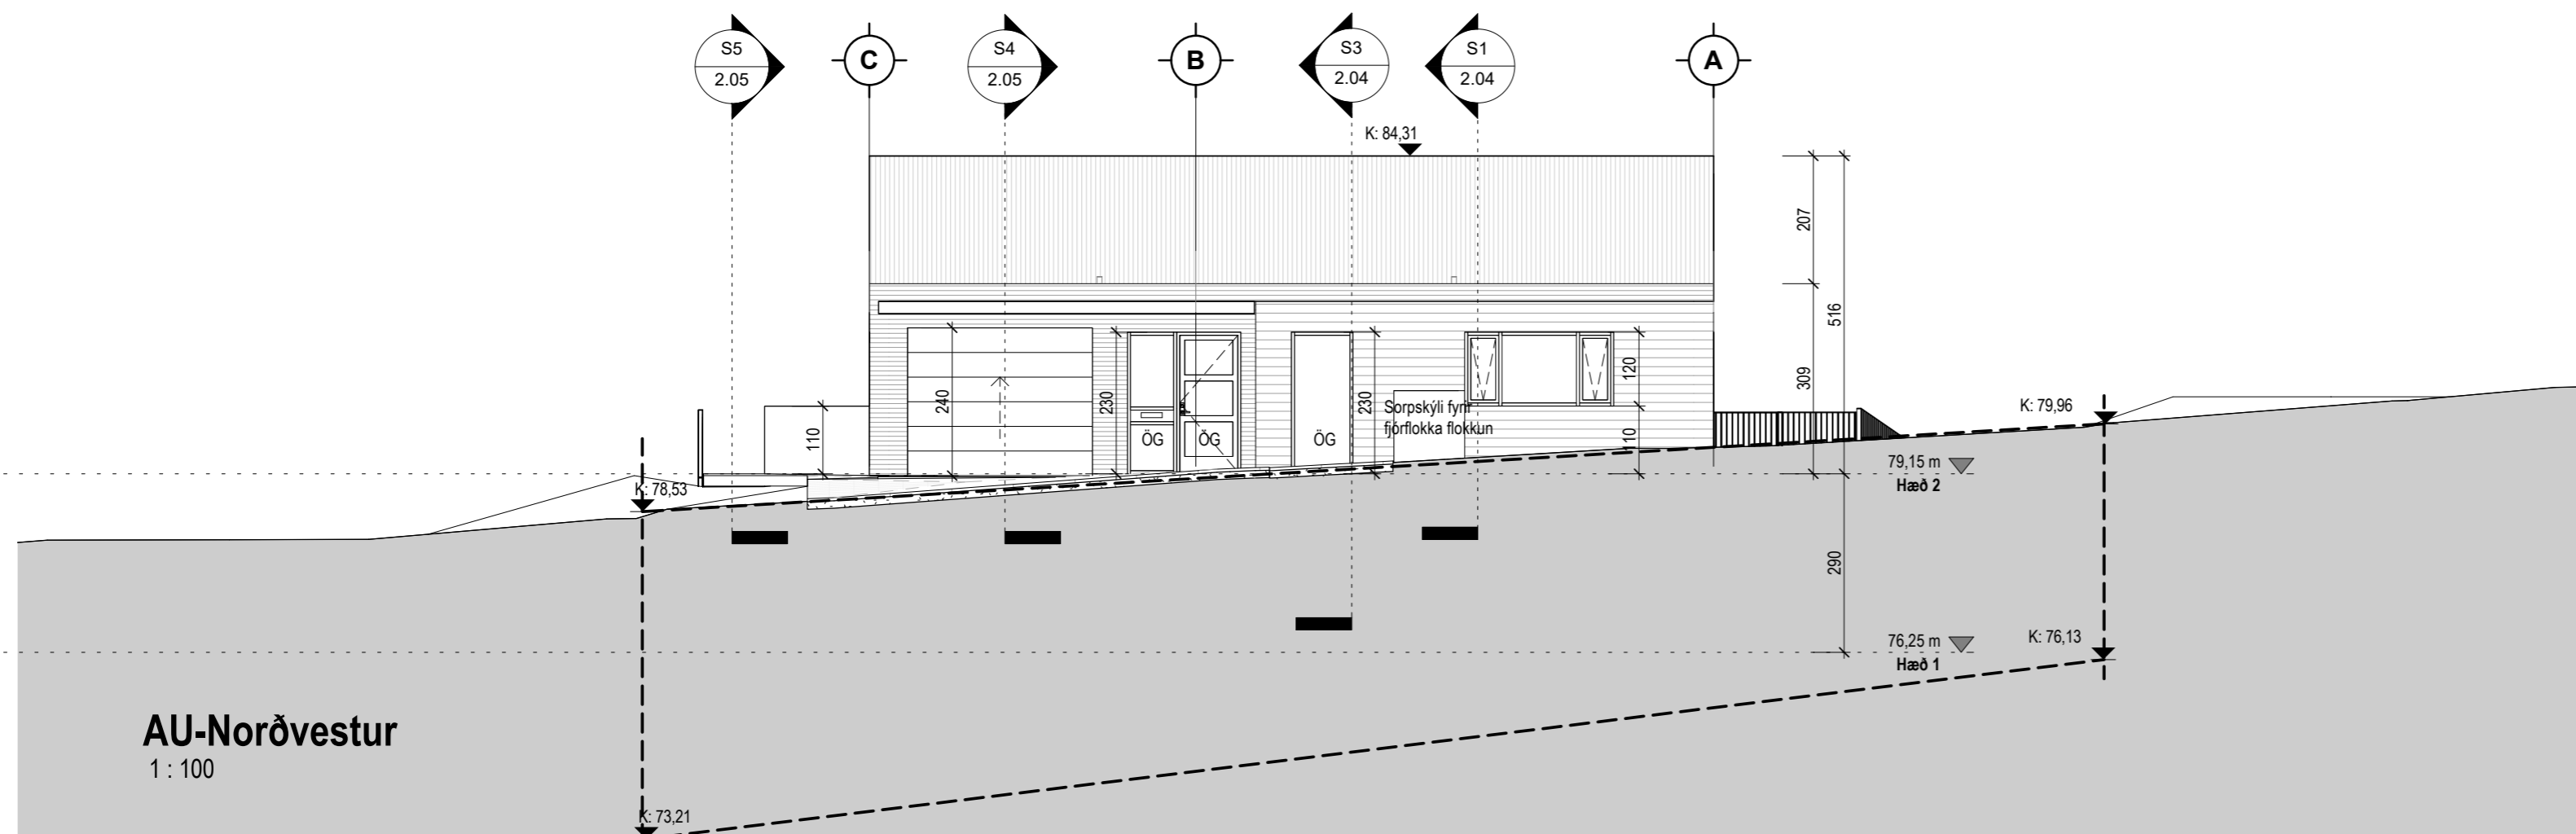 S5
2.05
C
S4
2.05
B
S3
2.04
S1
2.04
A
K: 84,31
207
516
309
240
230
230
120
110
110
ÖG
ÖG
ÖG
Sorpskýli fyrir
fjórflokka flokkun
K: 79,96
K: 78,53
79,15 m
Hæð 2
290
76,25 m
Hæð 1
K: 76,13
AU-Norðvestur
1 : 100
K: 73,21